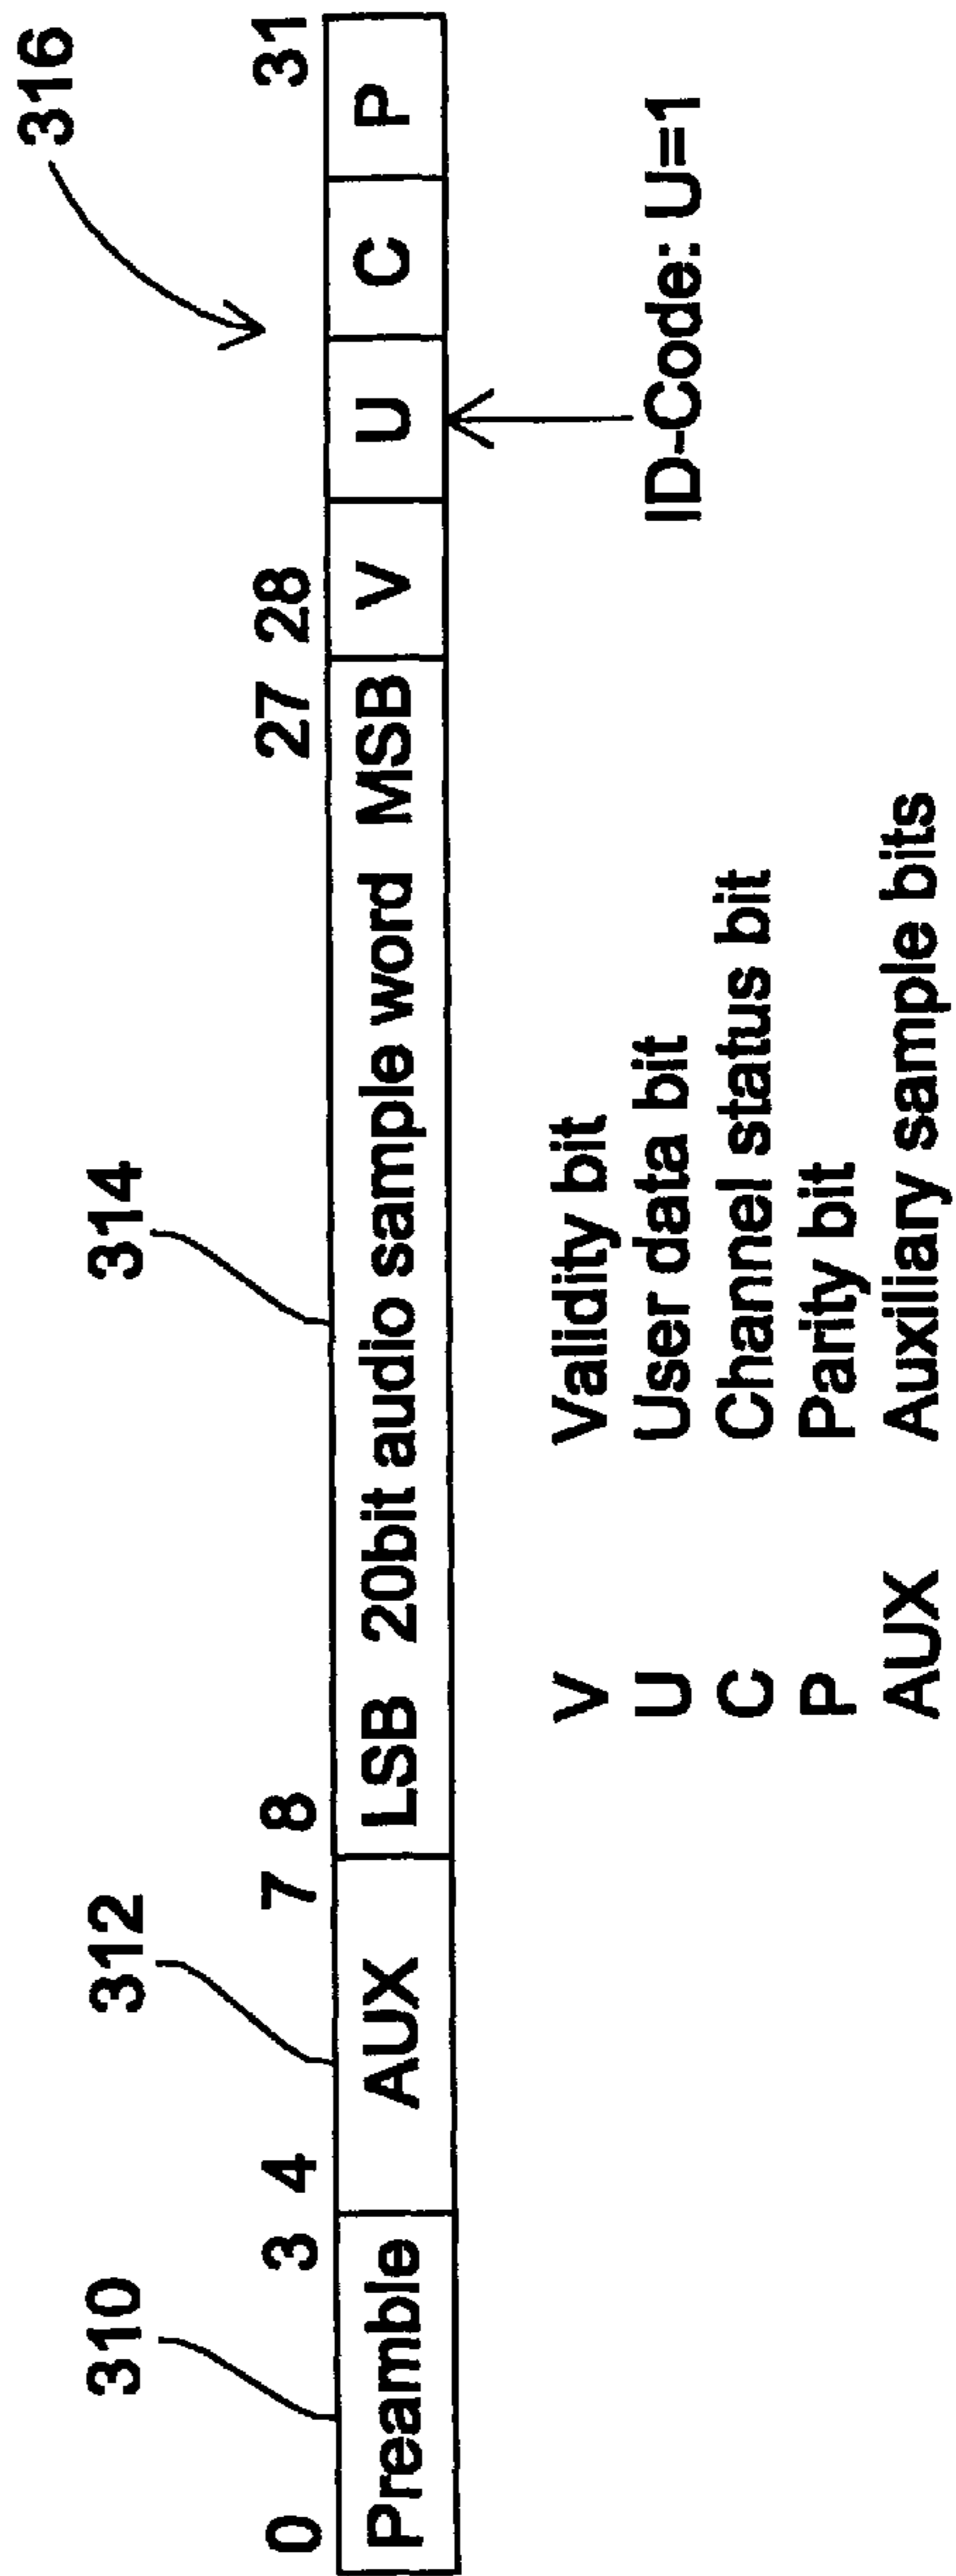 310 312 314 316
0 3 4 7 8 27 28 31
Preamble AUX LSB 20bit audio sample word MSB V U C P
ID-Code: U=1
V Validity bit
U User data bit
C Channel status bit
P Parity bit
AUX Auxiliary sample bits